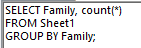 SELECT Family, count(*)
FROM Sheet1
GROUP BY Family;